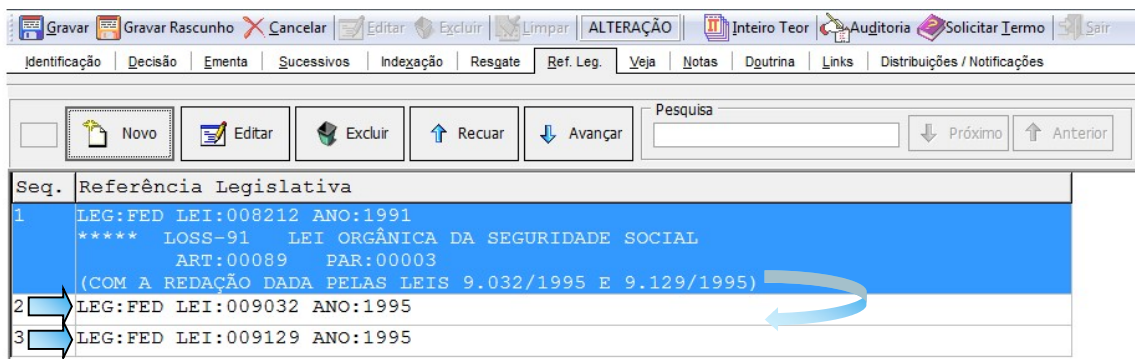 Gravar Gravar Rascunho Cancelar Editar Excluir Limpar ALTERAÇÃO Inteiro Teor Auditoria Solicitar Termo Sair
Identificação Decisão Ementa Sucessivos Indexação Resgate Ref. Leg. Veja Notas Doutrina Links Distribuições / Notificações
Pesquisa
Novo Editar Excluir Recuar Avançar Próximo Anterior
Seq. Referência Legislativa
1 LEG:FED LEI:008212 ANO:1991
***** LOSS-91 LEI ORGÂNICA DA SEGURIDADE SOCIAL
ART:00089 PAR:00003
(COM A REDAÇÃO DADA PELAS LEIS 9.032/1995 E 9.129/1995)
2 LEG:FED LEI:009032 ANO:1995
3 LEG:FED LEI:009129 ANO:1995